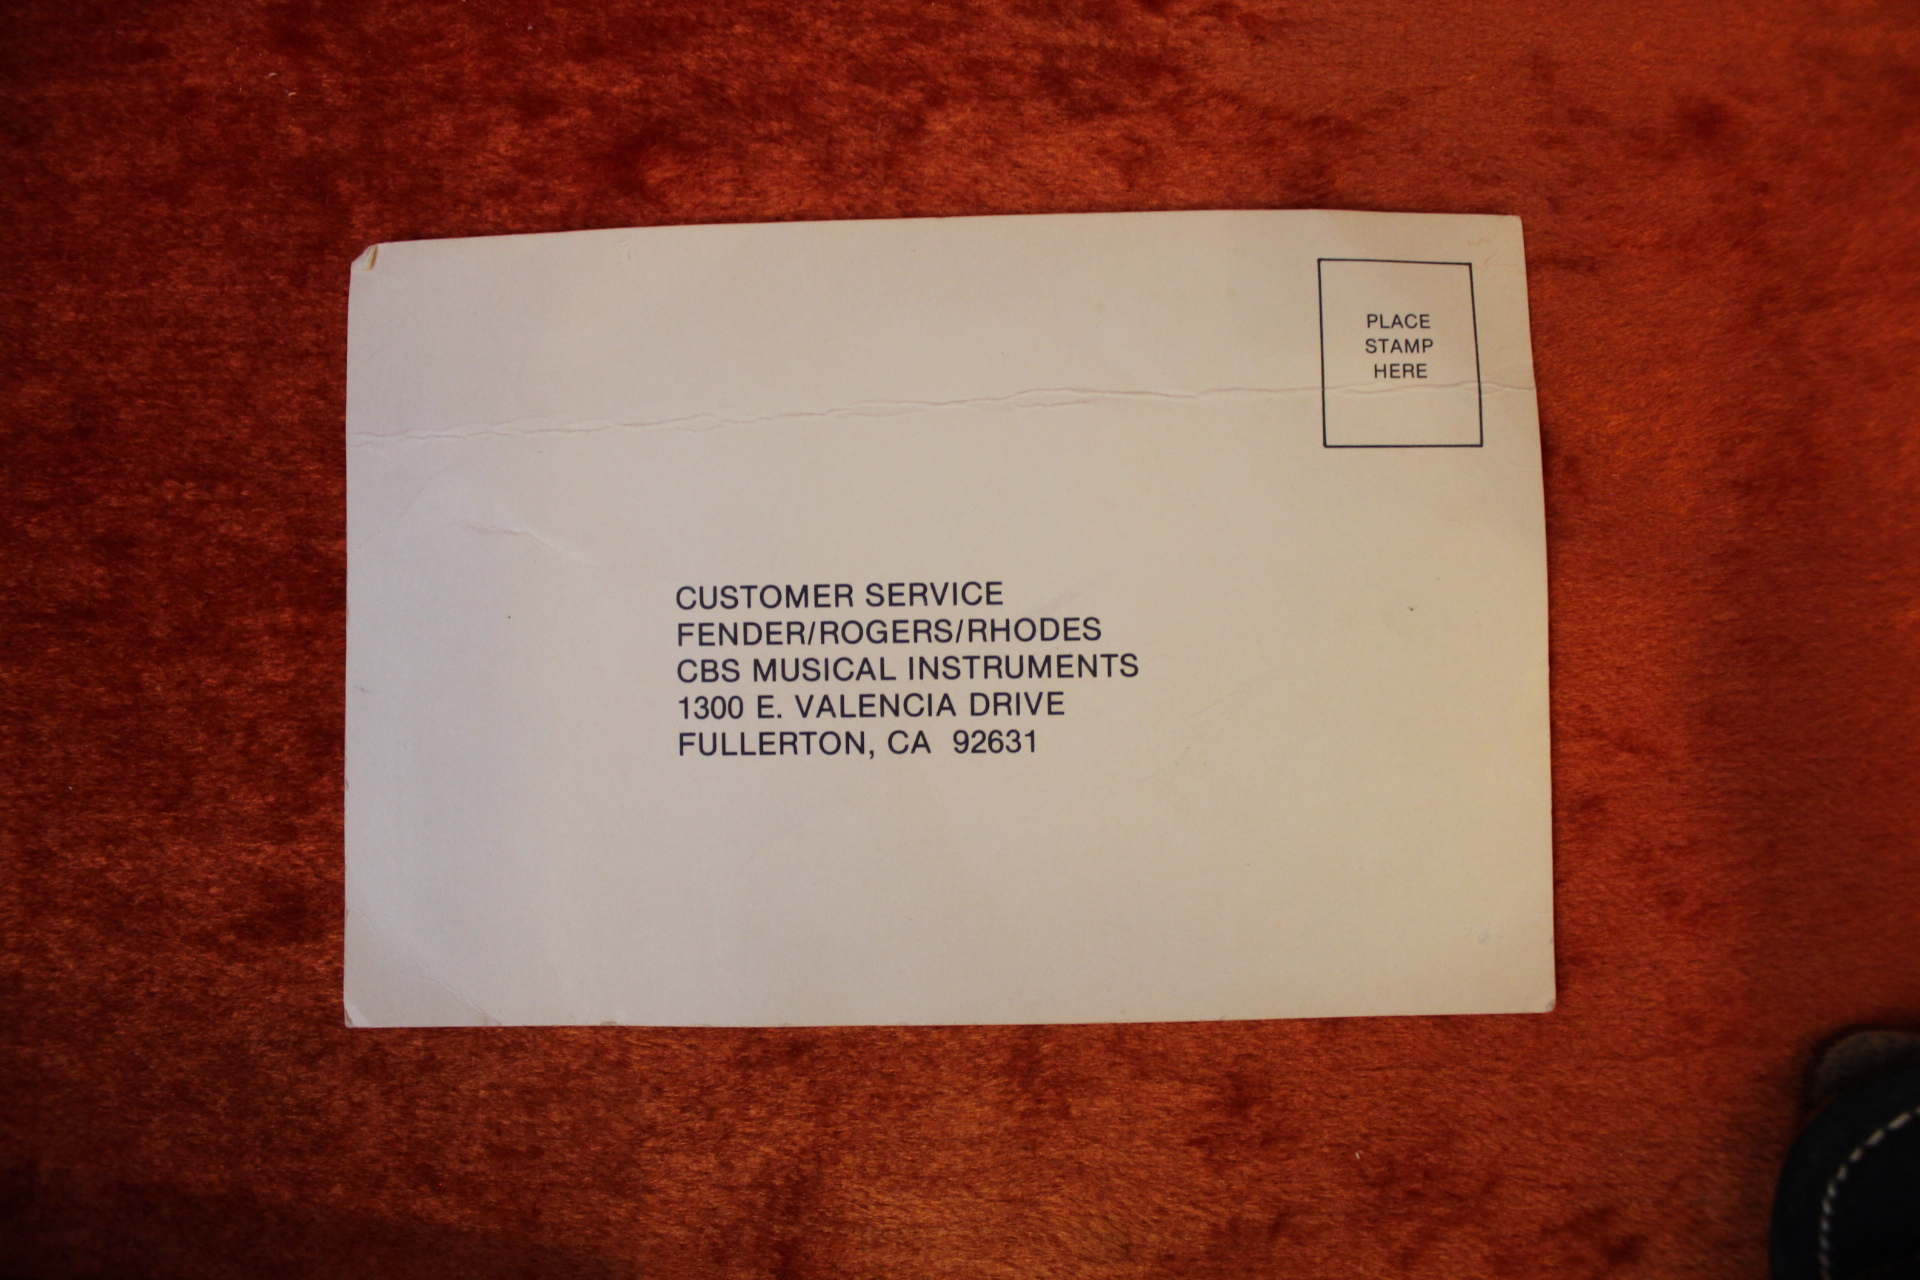 PLACE
STAMP
HERE
CUSTOMER SERVICE
FENDER/ROGERS/RHODES
CBS MUSICAL INSTRUMENTS
1300 E. VALENCIA DRIVE
FULLERTON, CA  92631